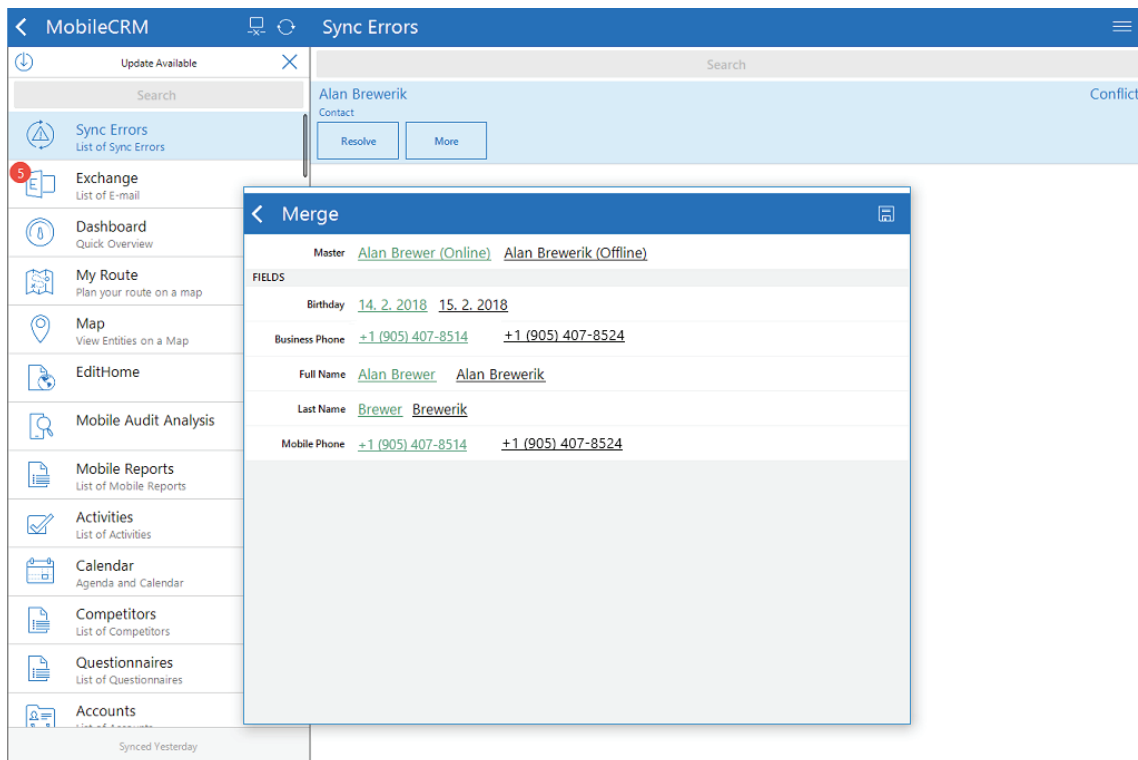 MobileCRM
Sync Errors
Update Available
Search
Search
Sync Errors
List of Sync Errors
5
E
Exchange
List of E-mail
Dashboard
Quick Overview
My Route
Plan your route on a map
Map
View Entities on a Map
EditHome
Mobile Audit Analysis
Mobile Reports
List of Mobile Reports
Activities
List of Activities
Calendar
Agenda and Calendar
Competitors
List of Competitors
Questionnaires
List of Questionnaires
Accounts
List of Accounts
Synced Yesterday
Alan Brewerik Conflict
Contact
Resolve More
Merge
Master Alan Brewer (Online) Alan Brewerik (Offline)
FIELDS
Birthday 14. 2. 2018 15. 2. 2018
Business Phone +1 (905) 407-8514 +1 (905) 407-8524
Full Name Alan Brewer Alan Brewerik
Last Name Brewer Brewerik
Mobile Phone +1 (905) 407-8514 +1 (905) 407-8524